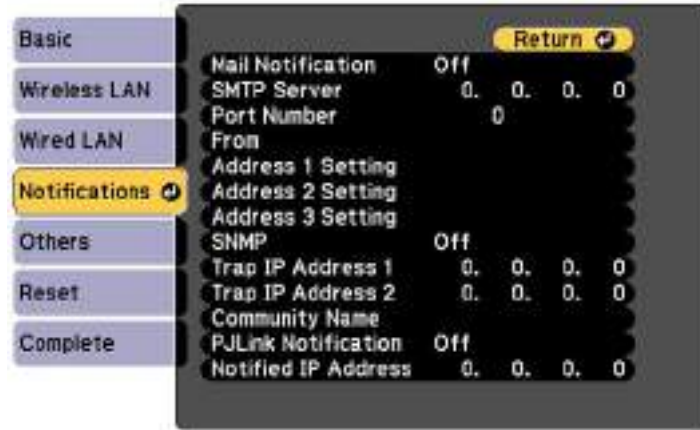 Basic
Wireless LAN
Wired LAN
Notifications
Others
Reset
Complete
Return
Mail Notification Off
SMTP Server 0. 0. 0. 0
Port Number 0
From
Address 1 Setting
Address 2 Setting
Address 3 Setting
SNMP Off
Trap IP Address 1 0. 0. 0. 0
Trap IP Address 2 0. 0. 0. 0
Community Name
PJLink Notification Off
Notified IP Address 0. 0. 0. 0